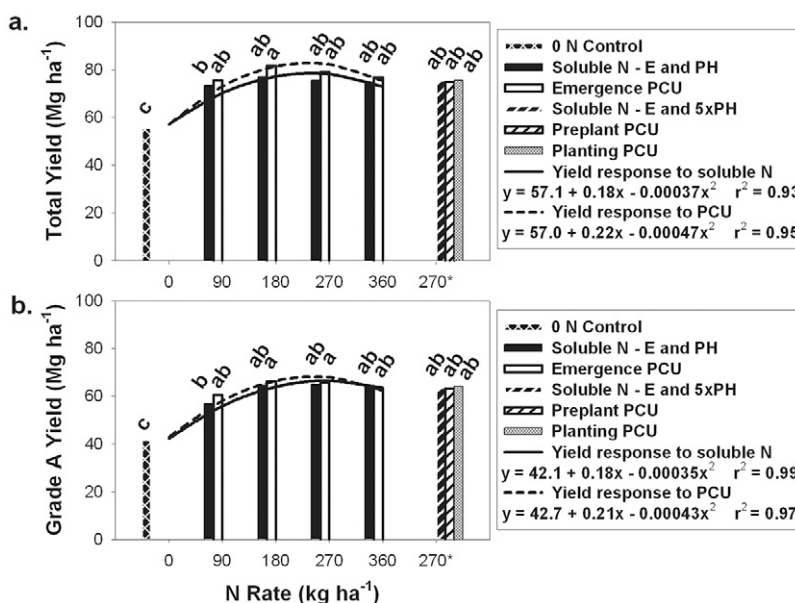 a.
Total Yield (Mg ha-1)
100
80
60
40
20
0
c
b
ab
ab
a
ab
ab
ab
ab
ab
ab
ab
0 90 180 270 360 270*
0 N Control
Soluble N - E and PH
Emergence PCU
Soluble N - E and 5xPH
Preplant PCU
Planting PCU
Yield response to soluble N
y = 57.1 + 0.18x - 0.00037x² r² = 0.93
Yield response to PCU
y = 57.0 + 0.22x - 0.00047x² r² = 0.95
b.
Grade A Yield (Mg ha-1)
100
80
60
40
20
0
c
b
ab
ab
a
ab
a
ab
ab
ab
ab
ab
0 90 180 270 360 270*
N Rate (kg ha-1)
0 N Control
Soluble N - E and PH
Emergence PCU
Soluble N - E and 5xPH
Preplant PCU
Planting PCU
Yield response to soluble N
y = 42.1 + 0.18x - 0.00035x² r² = 0.99
Yield response to PCU
y = 42.7 + 0.21x - 0.00043x² r² = 0.97